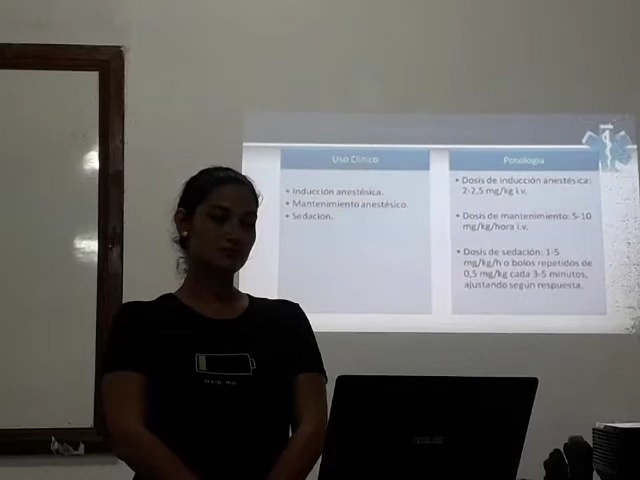 Uso Clínico
• Inducción anestésica.
• Mantenimiento anestésico.
• Sedación.
Posología
• Dosis de inducción anestésica:
2-2,5 mg/kg i.v.
• Dosis de mantenimiento: 5-10
mg/kg/hora i.v.
• Dosis de sedación: 1-5
mg/kg/h o bolos repetidos de
0,5 mg/kg cada 3-5 minutos,
ajustando según respuesta.
ASUS